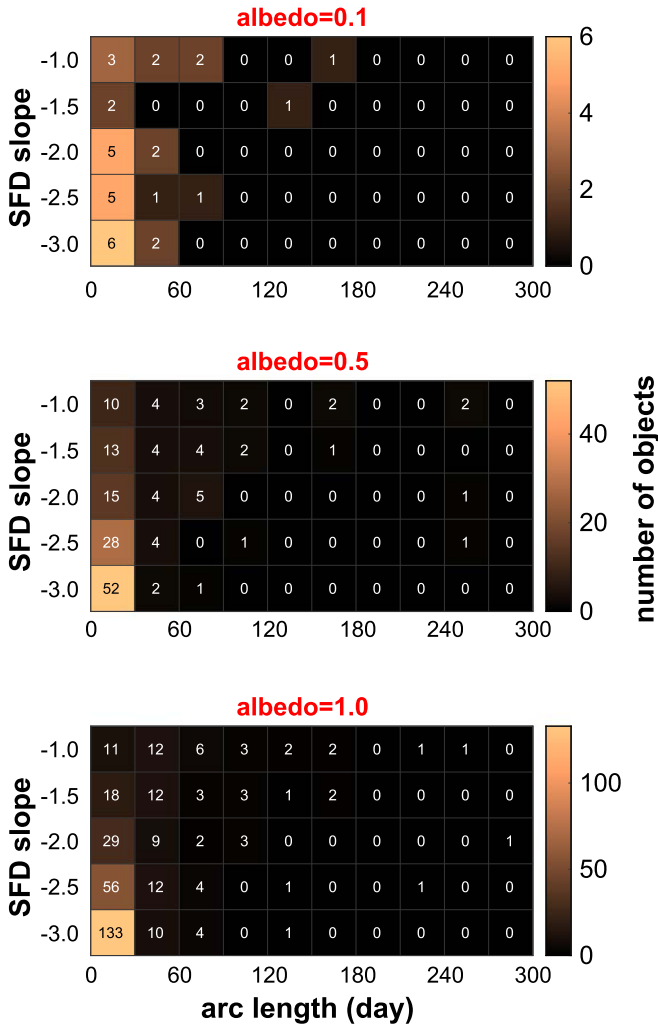 albedo=0.1
SFD slope
-1.0 3 2 2 0 0 1 0 0 0 0
-1.5 2 0 0 0 1 0 0 0 0 0
-2.0 5 2 0 0 0 0 0 0 0 0
-2.5 5 1 1 0 0 0 0 0 0 0
-3.0 6 2 0 0 0 0 0 0 0 0
0 60 120 180 240 300
6
4
2
0
albedo=0.5
SFD slope
-1.0 10 4 3 2 0 2 0 0 2 0
-1.5 13 4 4 2 0 1 0 0 0 0
-2.0 15 4 5 0 0 0 0 0 1 0
-2.5 28 4 0 1 0 0 0 0 1 0
-3.0 52 2 1 0 0 0 0 0 0 0
0 60 120 180 240 300
40
20
0
number of objects
albedo=1.0
SFD slope
-1.0 11 12 6 3 2 2 0 1 1 0
-1.5 18 12 3 3 1 2 0 0 0 0
-2.0 29 9 2 3 0 0 0 0 0 1
-2.5 56 12 4 0 1 0 0 1 0 0
-3.0 133 10 4 0 1 0 0 0 0 0
0 60 120 180 240 300
100
50
0
arc length (day)